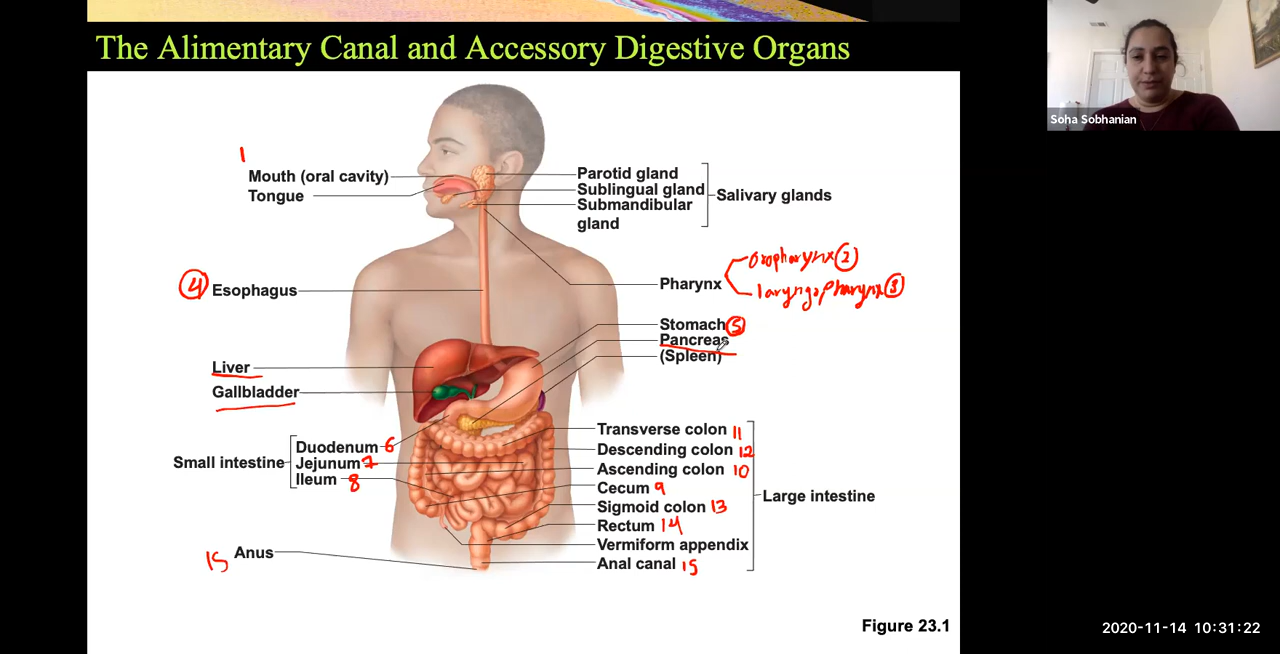 The Alimentary Canal and Accessory Digestive Organs
Soha Sobhanian
1
Mouth (oral cavity)
Tongue
Parotid gland
Sublingual gland
Submandibular
gland
Salivary glands
4 Esophagus
Pharynx
Oropharynx 2
laryngopharynx 3
Stomach 5
Pancreas
(Spleen)
Liver
Gallbladder
Small intestine
Duodenum 6
Jejunum 7
Ileum 8
Transverse colon 11
Descending colon 12
Ascending colon 10
Cecum 9
Sigmoid colon 13
Rectum 14
Vermiform appendix
Anal canal 15
Large intestine
15 Anus
Figure 23.1
2020-11-14 10:31:22